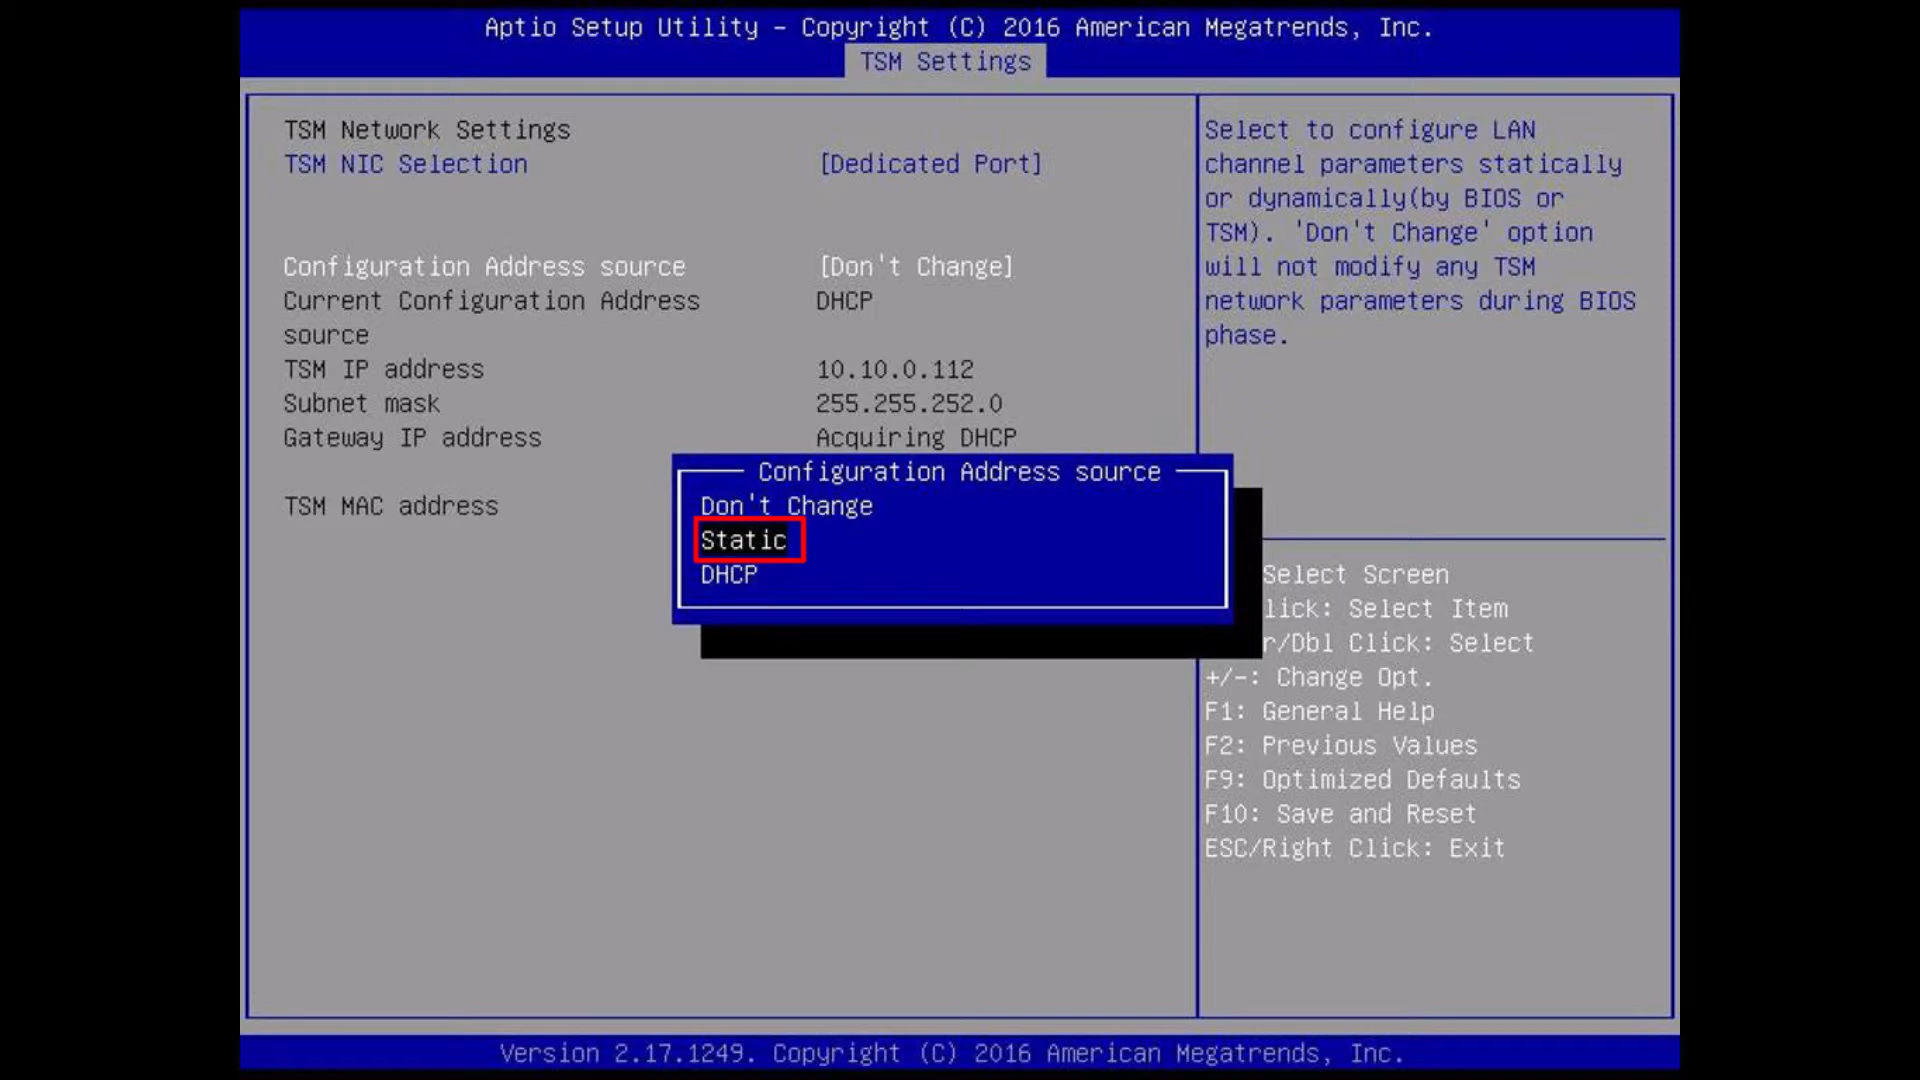 Aptio Setup Utility – Copyright (C) 2016 American Megatrends, Inc.
TSM Settings
TSM Network Settings
TSM NIC Selection [Dedicated Port]
Configuration Address source [Don't Change]
Current Configuration Address DHCP
source
TSM IP address 10.10.0.112
Subnet mask 255.255.252.0
Gateway IP address Acquiring DHCP
TSM MAC address
Configuration Address source
Don't Change
Static
DHCP
Select to configure LAN
channel parameters statically
or dynamically(by BIOS or
TSM). 'Don't Change' option
will not modify any TSM
network parameters during BIOS
phase.
Select Screen
lick: Select Item
r/Dbl Click: Select
+/-: Change Opt.
F1: General Help
F2: Previous Values
F9: Optimized Defaults
F10: Save and Reset
ESC/Right Click: Exit
Version 2.17.1249. Copyright (C) 2016 American Megatrends, Inc.